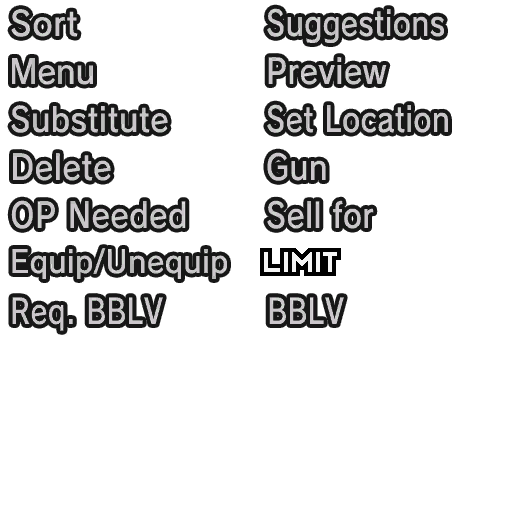 Sort
Suggestions
Menu
Preview
Substitute
Set Location
Delete
Gun
OP Needed
Sell for
Equip/Unequip
LIMIT
Req. BBLV
BBLV